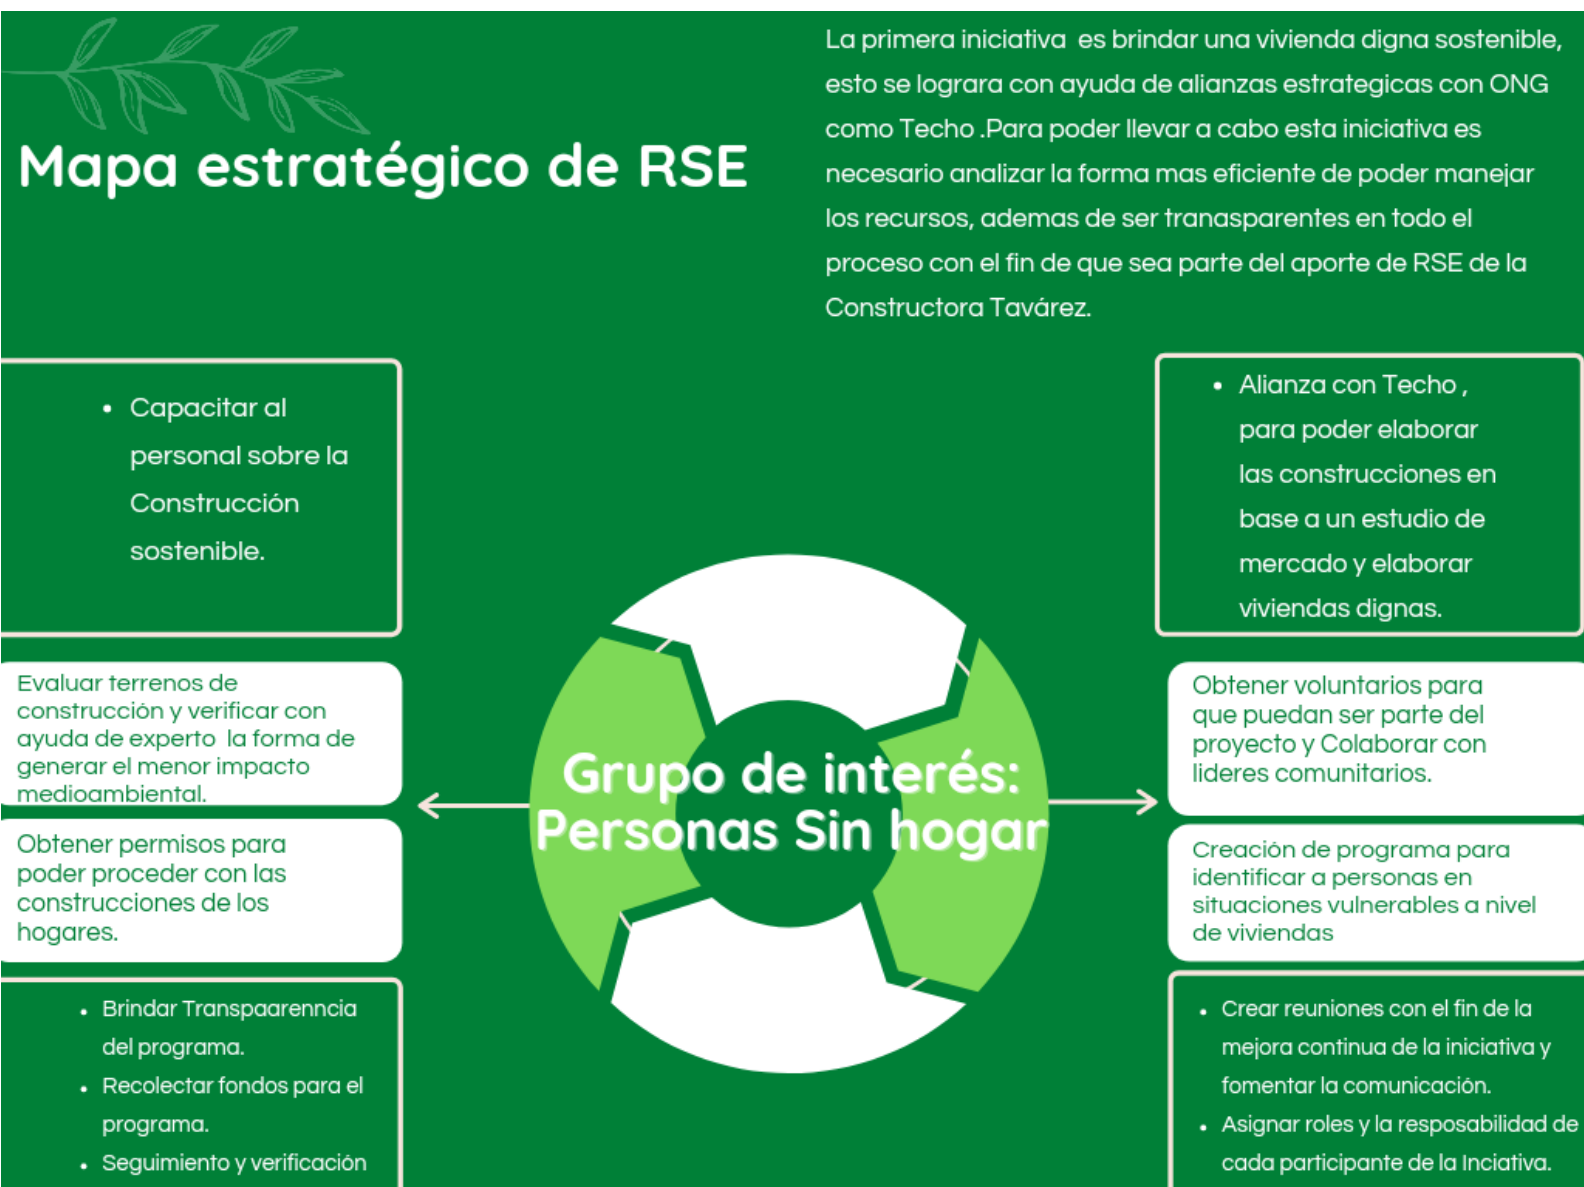 Mapa estratégico de RSE
La primera iniciativa es brindar una vivienda digna sostenible,
esto se lograra con ayuda de alianzas estrategicas con ONG
como Techo .Para poder llevar a cabo esta iniciativa es
necesario analizar la forma mas eficiente de poder manejar
los recursos, ademas de ser tranasparentes en todo el
proceso con el fin de que sea parte del aporte de RSE de la
Constructora Tavárez.
• Capacitar al
personal sobre la
Construcción
sostenible.
Evaluar terrenos de
construcción y verificar con
ayuda de experto la forma de
generar el menor impacto
medioambiental.
Obtener permisos para
poder proceder con las
construcciones de los
hogares.
• Brindar Transpaarenncia
del programa.
• Recolectar fondos para el
programa.
• Seguimiento y verificación
Grupo de interés:
Personas Sin hogar
• Alianza con Techo ,
para poder elaborar
las construcciones en
base a un estudio de
mercado y elaborar
viviendas dignas.
Obtener voluntarios para
que puedan ser parte del
proyecto y Colaborar con
lideres comunitarios.
Creación de programa para
identificar a personas en
situaciones vulnerables a nivel
de viviendas
• Crear reuniones con el fin de la
mejora continua de la iniciativa y
fomentar la comunicación.
• Asignar roles y la resposabilidad de
cada participante de la Inciativa.